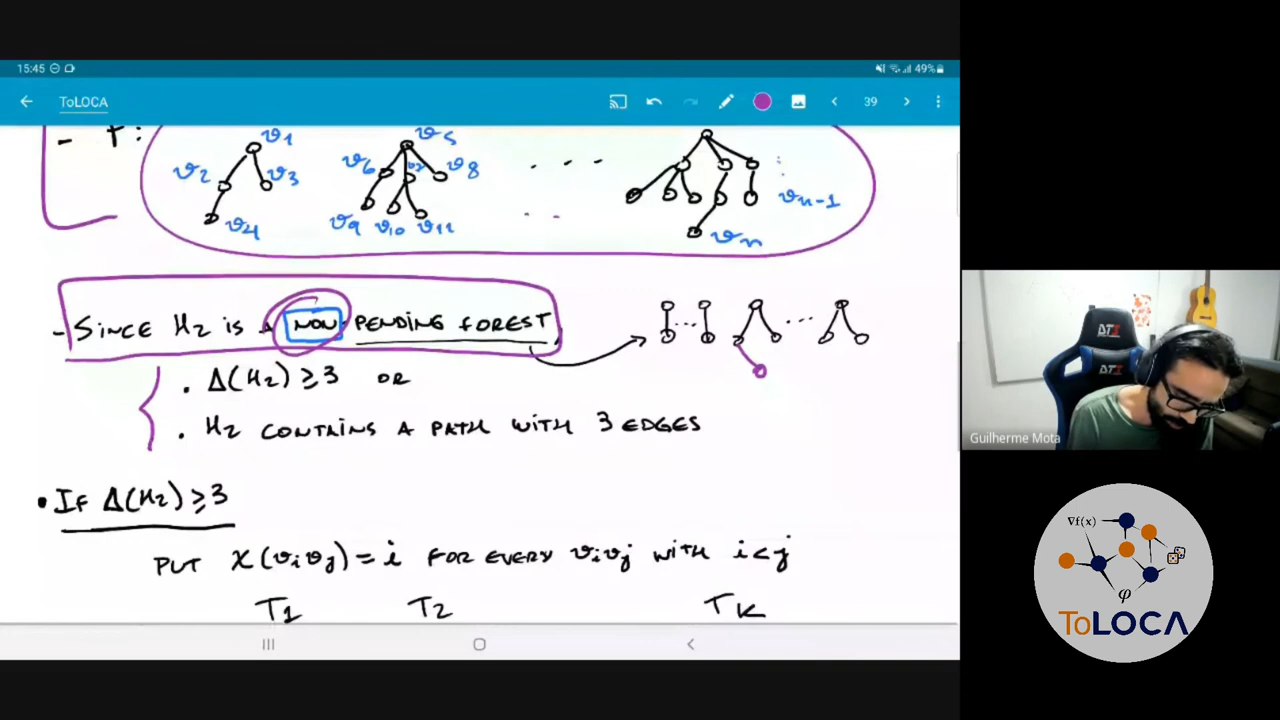 15:45 49%
ToLOCA 39
- F:
v1 v5
v2 v3 v6 v7 v8
v4 v9 v10 v11 vn-1
vn
- SINCE H2 IS A NON PENDING FOREST
. Δ(H2) ≥ 3 OR
. H2 CONTAINS A PATH WITH 3 EDGES
• IF Δ(H2) ≥ 3
PUT χ(vivj) = i FOR EVERY vivj WITH i < j
T1 T2 TK
DT3
Guilherme Mota
∇f(x)
φ
ToLOCA